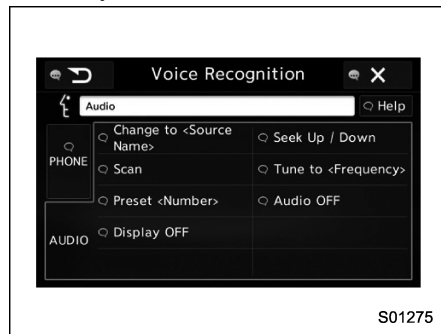 Voice Recognition
Audio
Help
PHONE
AUDIO
Change to <Source
Name>
Seek Up / Down
Scan
Tune to <Frequency>
Preset <Number>
Audio OFF
Display OFF
S01275